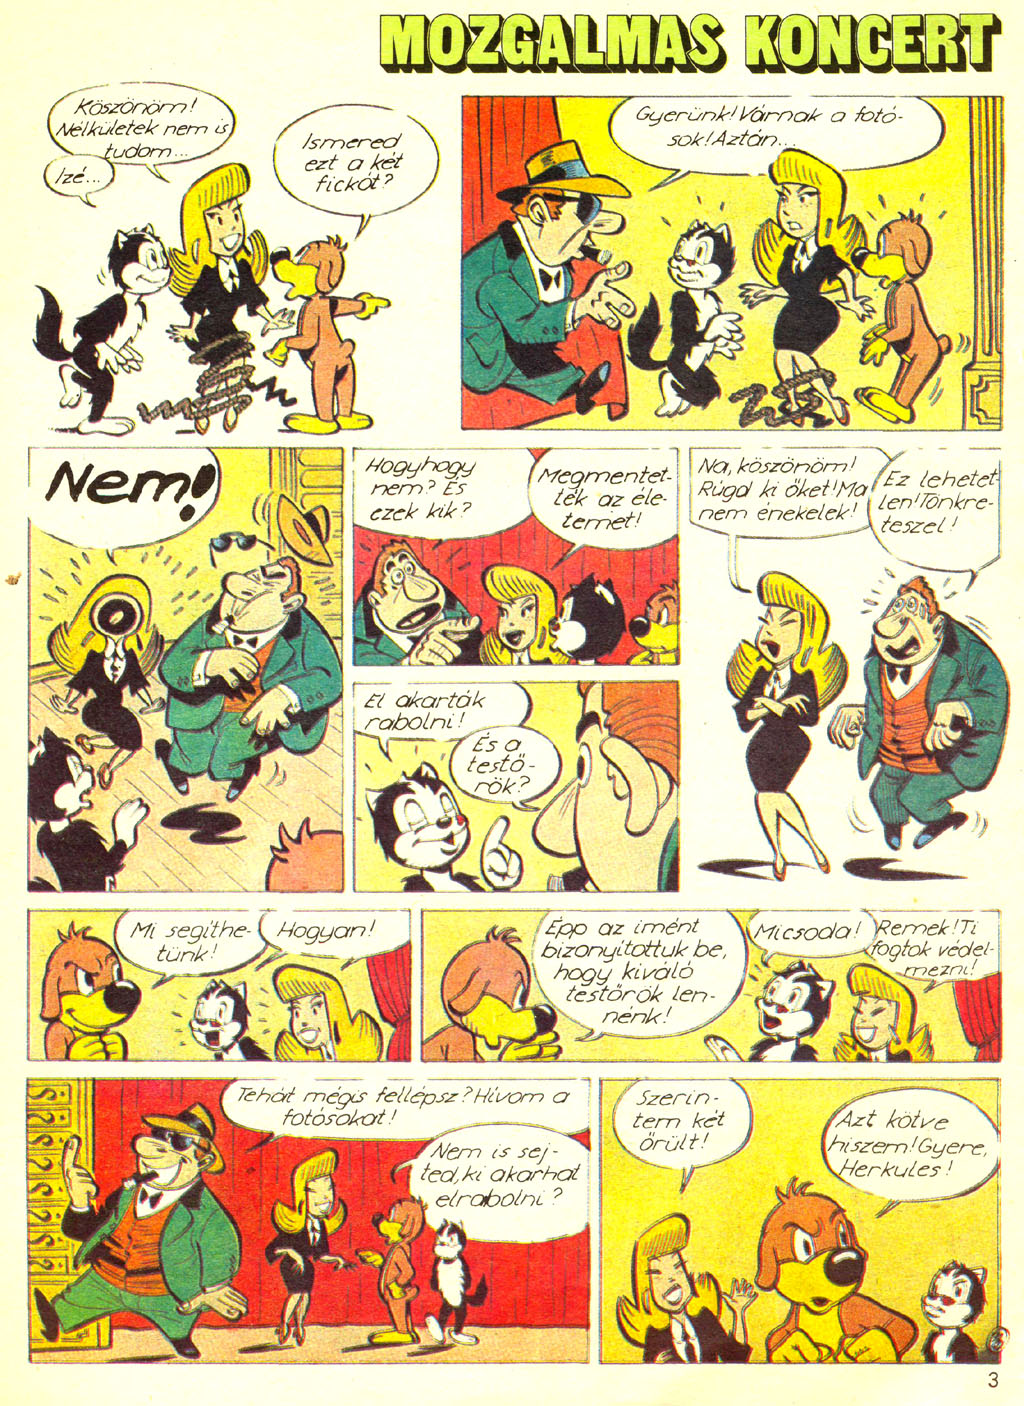 MOZGALMAS KONCERT
Köszönöm!
Nélkületek nem is
tudom...
Izé...
Ismered
ezt a két
fickót?
Gyerünk! Várnak a fotó-
sok! Aztán...
Nem!
Hogyhogy
nem? És
ezek kik?
Megmentet-
ték az éle-
temet!
El akarták
rabolni!
És a
testő-
rök?
Na, köszönöm!
Rúgd ki őket! Ma
nem énekelek!
Ez lehetet-
len! Tönkre-
teszel!
Mi segíthe-
tünk!
Hogyan!
Épp az imént
bizonyítottuk be,
hogy kiváló
testőrök len-
nénk!
Micsoda!
Remek! Ti
fogtok védel-
mezni!
Tehát mégis fellépsz? Hívom a
fotósokat!
Nem is sej-
ted, ki akarhat
elrabolni?
Szerin-
tem két
őrült!
Azt kötve
hiszem! Gyere,
Herkules!
3